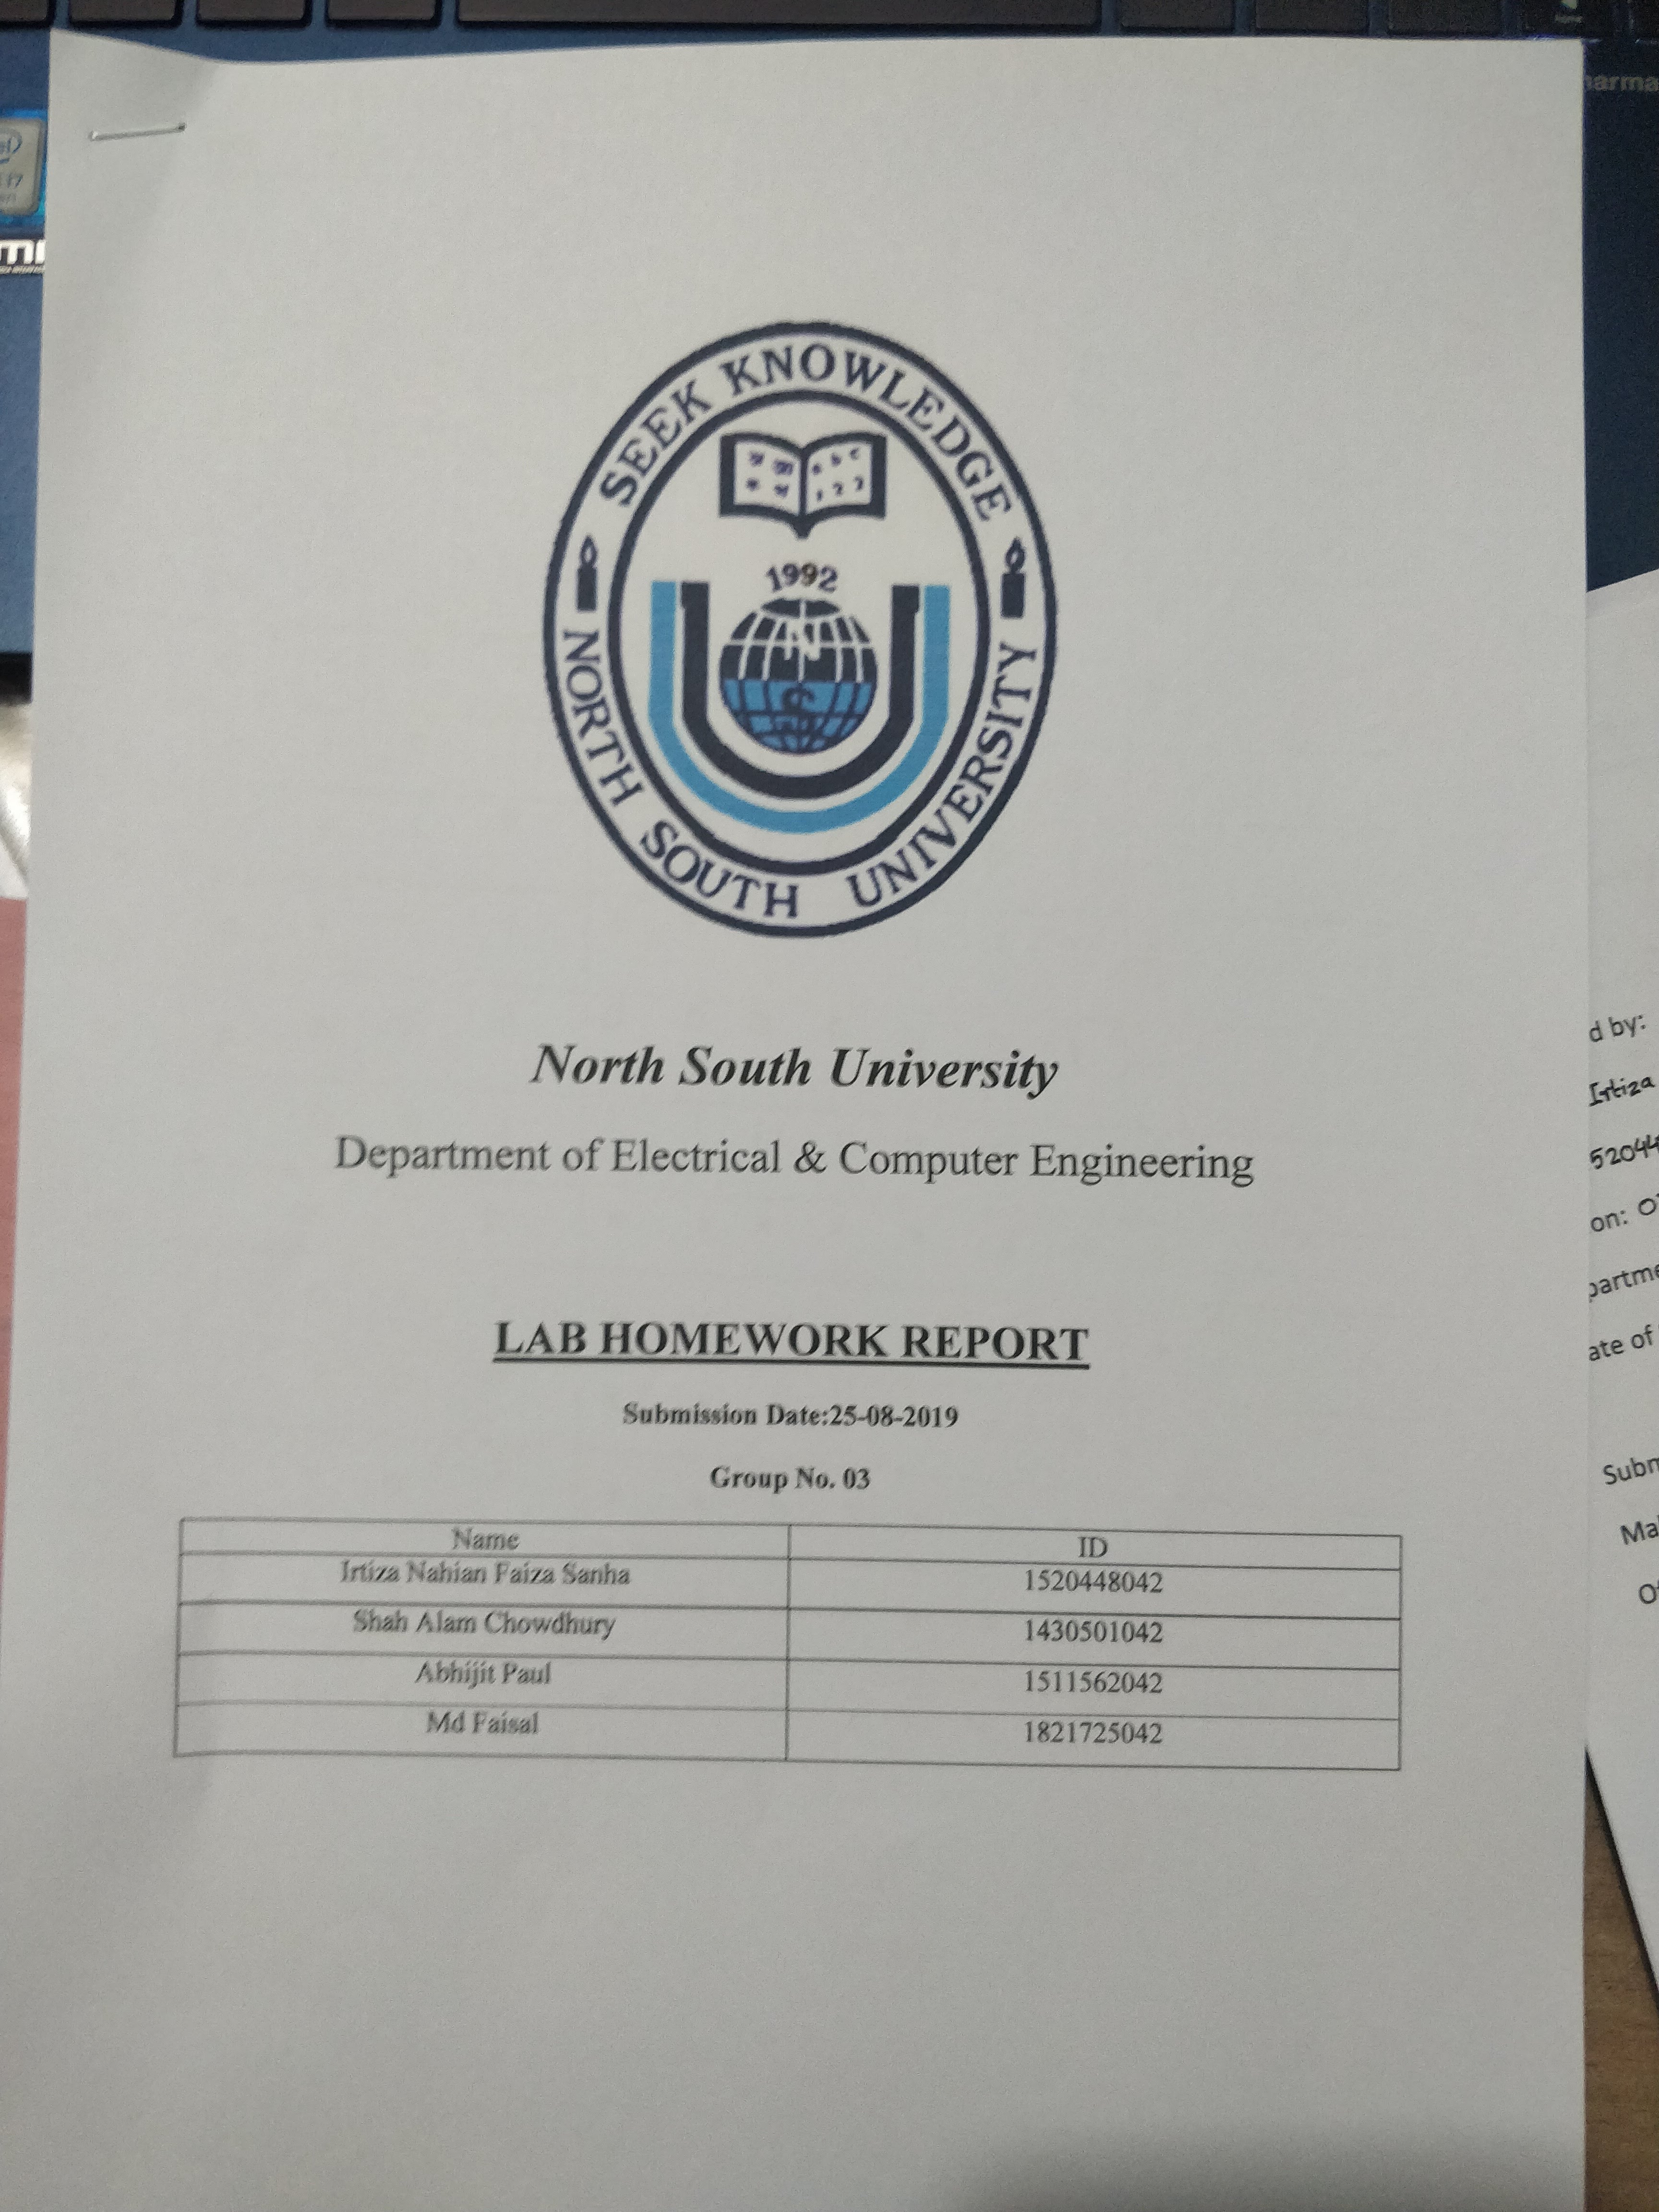 SEEK KNOWLEDGE
1992
NORTH SOUTH UNIVERSITY
North South University
Department of Electrical & Computer Engineering
LAB HOMEWORK REPORT
Submission Date:25-08-2019
Group No. 03
Name ID
Irtiza Nahian Faiza Sanha 1520448042
Shah Alam Chowdhury 1430501042
Abhijit Paul 1511562042
Md Faisal 1821725042
d by:
Irtiza
52044
on:
partme
ate of
Subm
Ma